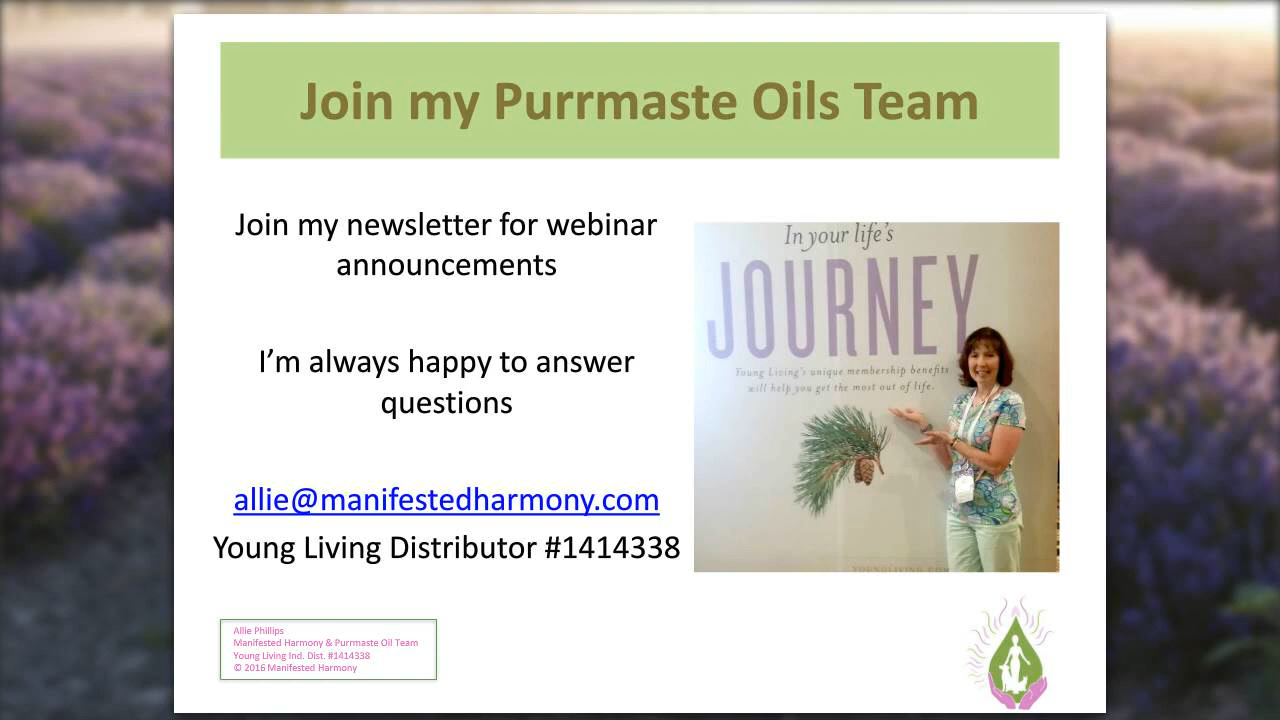 Join my Purrmaste Oils Team
Join my newsletter for webinar
announcements
I’m always happy to answer
questions
allie@manifestedharmony.com
Young Living Distributor #1414338
In your life's
JOURNEY
Young Living's unique membership benefits
will help you get the most out of life.
YOUNGLIVING.COM
Allie Phillips
Manifested Harmony & Purrmaste Oil Team
Young Living Ind. Dist. #1414338
© 2016 Manifested Harmony